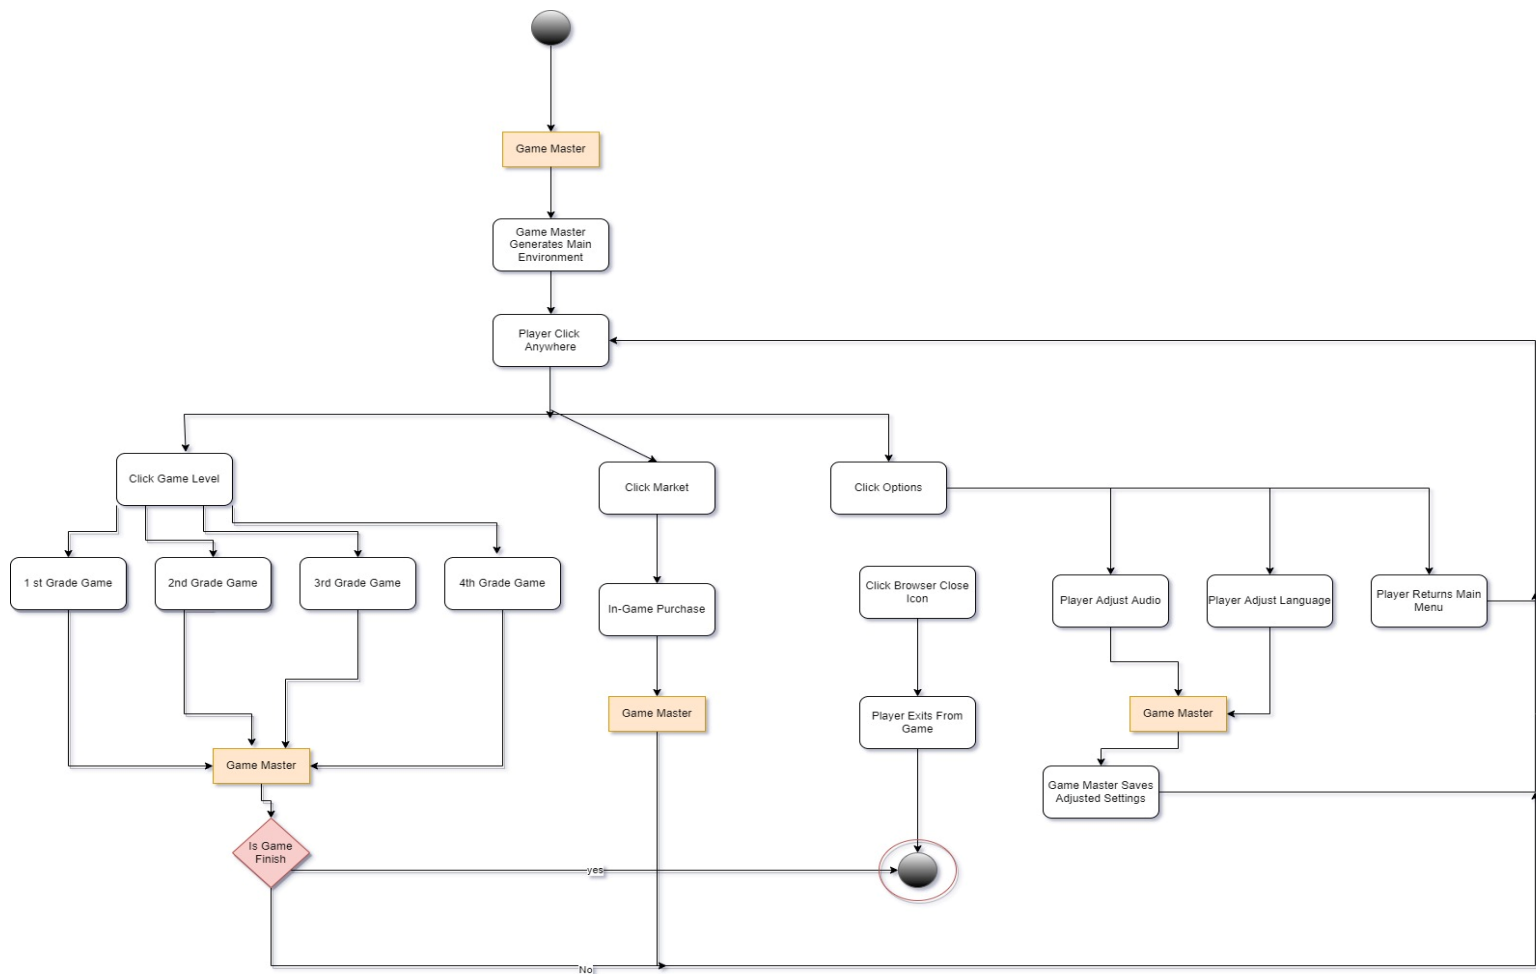 Game Master
Game Master
Generates Main
Environment
Player Click
Anywhere
Click Game Level
Click Market
Click Options
1 st Grade Game
2nd Grade Game
3rd Grade Game
4th Grade Game
In-Game Purchase
Click Browser Close
Icon
Player Adjust Audio
Player Adjust Language
Player Returns Main
Menu
Game Master
Game Master
Player Exits From
Game
Game Master
Game Master Saves
Adjusted Settings
Is Game
Finish
yes
No